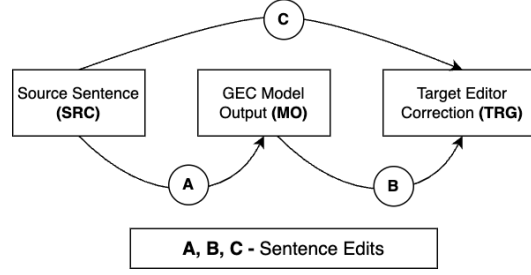 C
Source Sentence
(SRC)
GEC Model
Output (MO)
Target Editor
Correction (TRG)
A
B
A, B, C - Sentence Edits